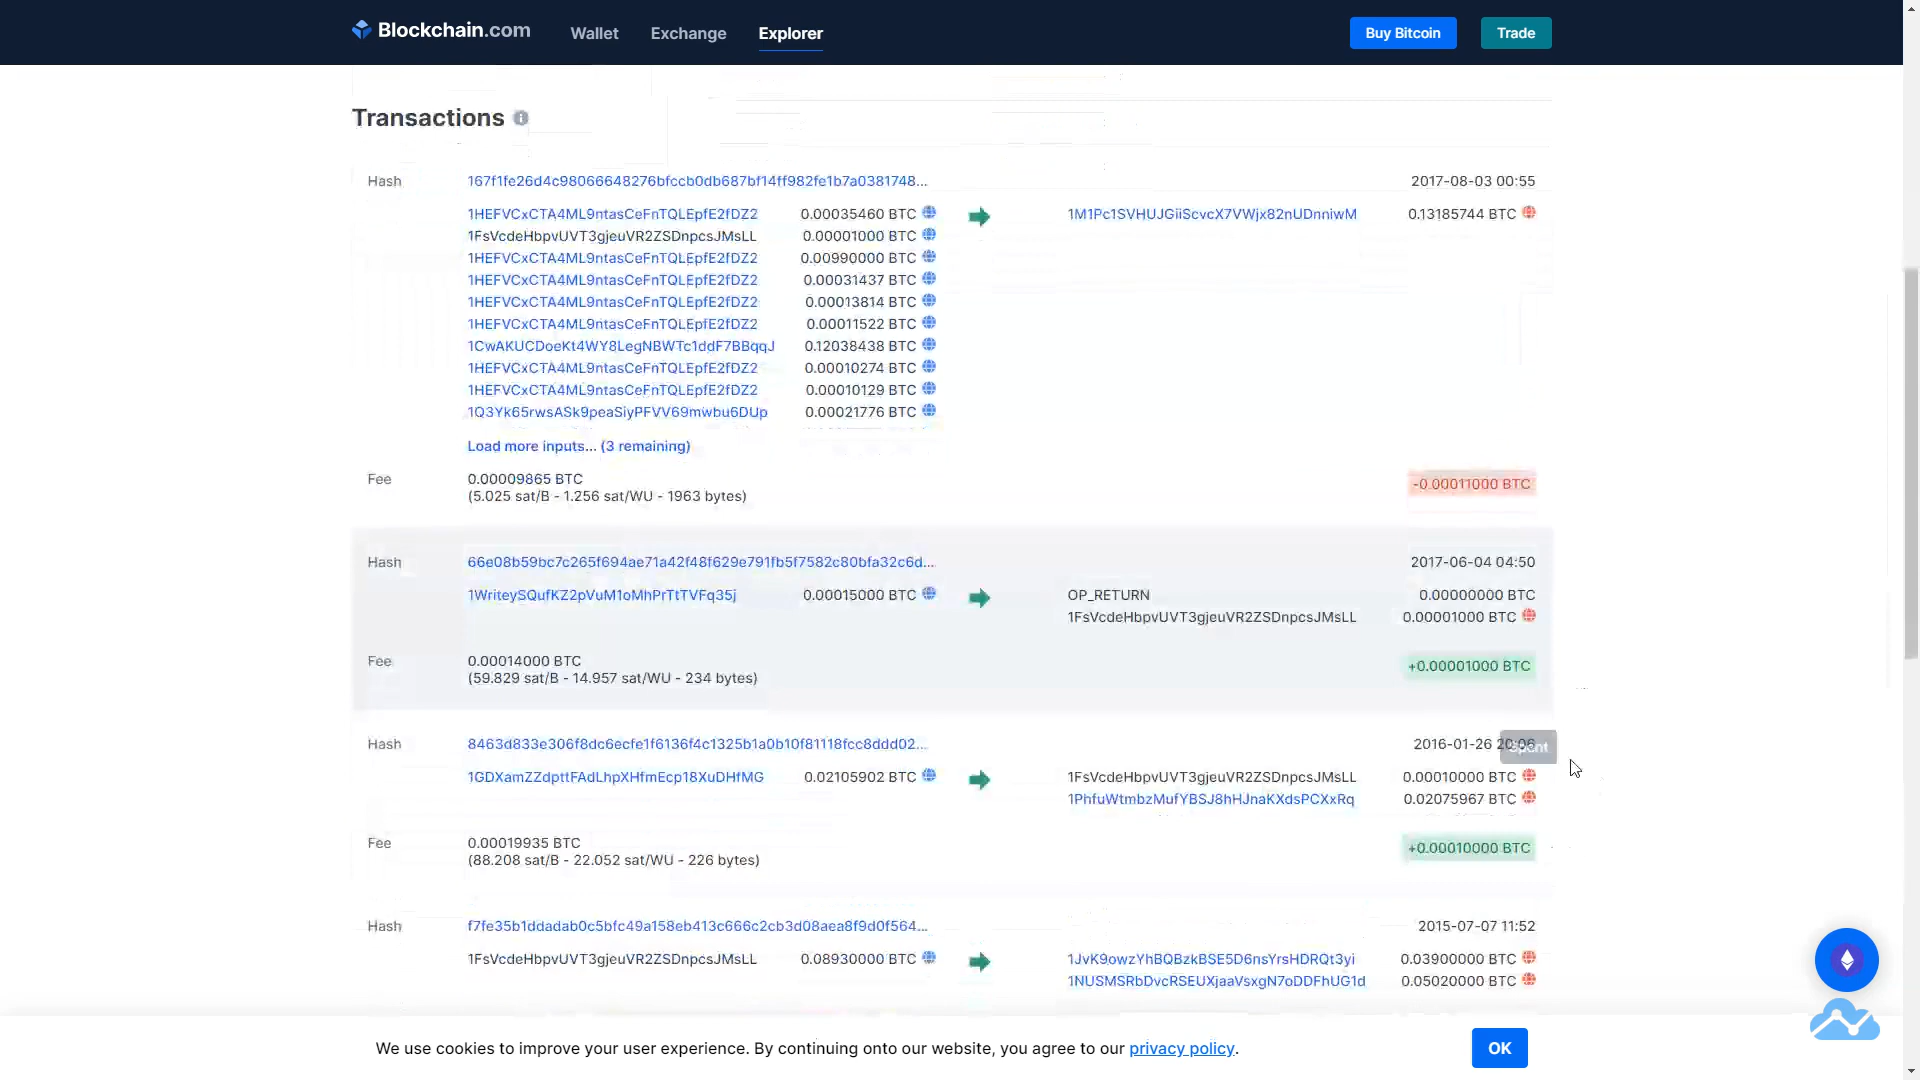 Blockchain.com Wallet Exchange Explorer Buy Bitcoin Trade
Transactions
Hash 167f1fe26d4c98066648276bfccb0db687bf14ff982fe1b7a0381748... 2017-08-03 00:55
1HEFVCxCTA4ML9ntasCeFnTQLEpfE2fDZ2 0.00035460 BTC 1M1Pc1SVHUJGiiScvcX7VWjx82nUDnniwM 0.13185744 BTC
1FsVcdeHbpvUVT3gjeuVR2ZSDnpcsJMsLL 0.00001000 BTC
1HEFVCxCTA4ML9ntasCeFnTQLEpfE2fDZ2 0.00990000 BTC
1HEFVCxCTA4ML9ntasCeFnTQLEpfE2fDZ2 0.00031437 BTC
1HEFVCxCTA4ML9ntasCeFnTQLEpfE2fDZ2 0.00013814 BTC
1HEFVCxCTA4ML9ntasCeFnTQLEpfE2fDZ2 0.00011522 BTC
1CwAKUCDoeKt4WY8LegNBWTc1ddF7BBqqJ 0.12038438 BTC
1HEFVCxCTA4ML9ntasCeFnTQLEpfE2fDZ2 0.00010274 BTC
1HEFVCxCTA4ML9ntasCeFnTQLEpfE2fDZ2 0.00010129 BTC
1Q3Yk65rwsASk9peaSiyPFVV69mwbu6DUp 0.00021776 BTC
Load more inputs... (3 remaining)
Fee 0.00009865 BTC
(5.025 sat/B - 1.256 sat/WU - 1963 bytes) -0.00011000 BTC
Hash 66e08b59bc7c265f694ae71a42f48f629e791fb5f7582c80bfa32c6d... 2017-06-04 04:50
1WriteySQufKZ2pVuM1oMhPrTtTVFq35j 0.00015000 BTC OP_RETURN 0.00000000 BTC
1FsVcdeHbpvUVT3gjeuVR2ZSDnpcsJMsLL 0.00001000 BTC
Fee 0.00014000 BTC
(59.829 sat/B - 14.957 sat/WU - 234 bytes) +0.00001000 BTC
Hash 8463d833e306f8dc6ecfe1f6136f4c1325b1a0b10f81118fcc8ddd02... 2016-01-26 20:06
Spent
1GDXamZZdpttFAdLhpXHfmEcp18XuDHfMG 0.02105902 BTC 1FsVcdeHbpvUVT3gjeuVR2ZSDnpcsJMsLL 0.00010000 BTC
1PhfuWtmbzMufYBSJ8hHJnaKXdsPCXxRq 0.02075967 BTC
Fee 0.00019935 BTC
(88.208 sat/B - 22.052 sat/WU - 226 bytes) +0.00010000 BTC
Hash f7fe35b1ddadab0c5bfc49a158eb413c666c2cb3d08aea8f9d0f564... 2015-07-07 11:52
1FsVcdeHbpvUVT3gjeuVR2ZSDnpcsJMsLL 0.08930000 BTC 1JvK9owzYhBQBzkBSE5D6nsYrsHDRQt3yi 0.03900000 BTC
1NUSMSRbDvcRSEUXjaaVsxgN7oDDFhUG1d 0.05020000 BTC
We use cookies to improve your user experience. By continuing onto our website, you agree to our privacy policy. OK